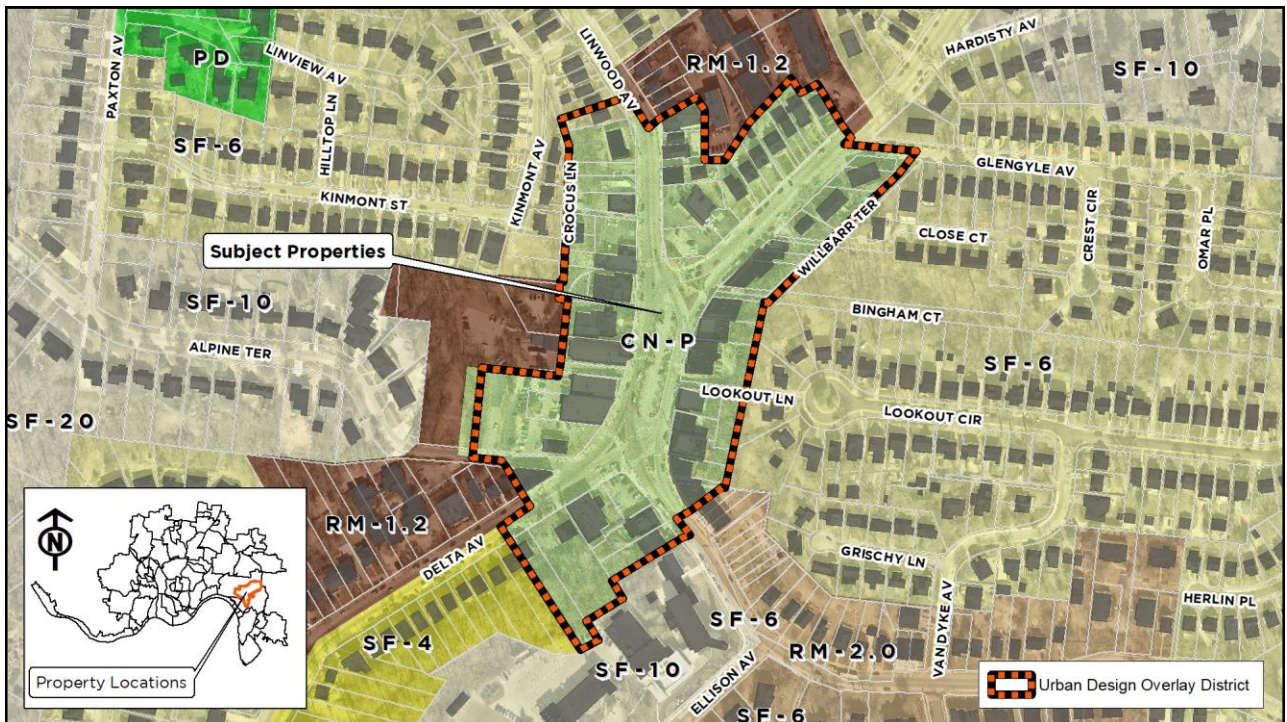 PAXTON AV
PD
LINVIEW AV
HILLTOP LN
LINWOOD AV
RM-1.2
HARDISTY AV
SF-10
SF-6
KINMONT AV
KINMONT ST
CROCUS LN
GLENGYLE AV
CREST CIR
OMAR PL
CLOSE CT
WILLBARR TER
Subject Properties
SF-10
BINGHAM CT
ALPINE TER
CN-P
SF-6
LOOKOUT LN
LOOKOUT CIR
SF-20
RM-1.2
DELTA AV
GRISCHY LN
VANDYKE AV
HERLIN PL
SF-4
SF-6
RM-2.0
SF-10
ELLISON AV
SF-6
N
Property Locations
Urban Design Overlay District